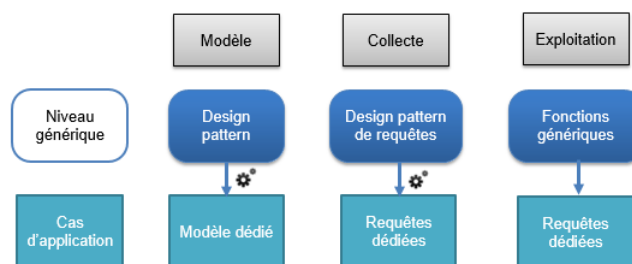 Modèle
Collecte
Exploitation
Niveau
générique
Design
pattern
Design pattern
de requêtes
Fonctions
génériques
Cas
d'application
Modèle dédié
Requêtes
dédiées
Requêtes
dédiées